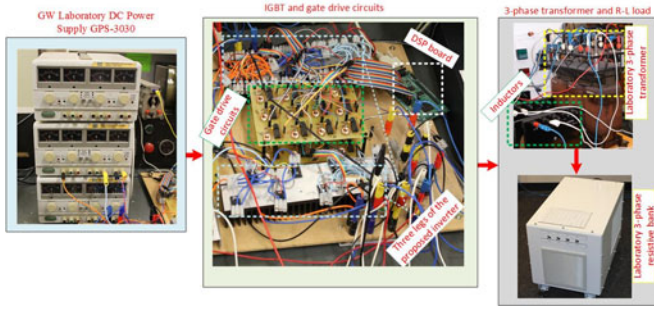 GW Laboratory DC Power
Supply GPS-3030
IGBT and gate drive circuits
DSP board
Gate drive
circuits
Three legs of the
proposed inverter
3-phase transformer and R-L load
Inductors
Laboratory 3-phase
transformer
Laboratory 3-phase
resistive bank